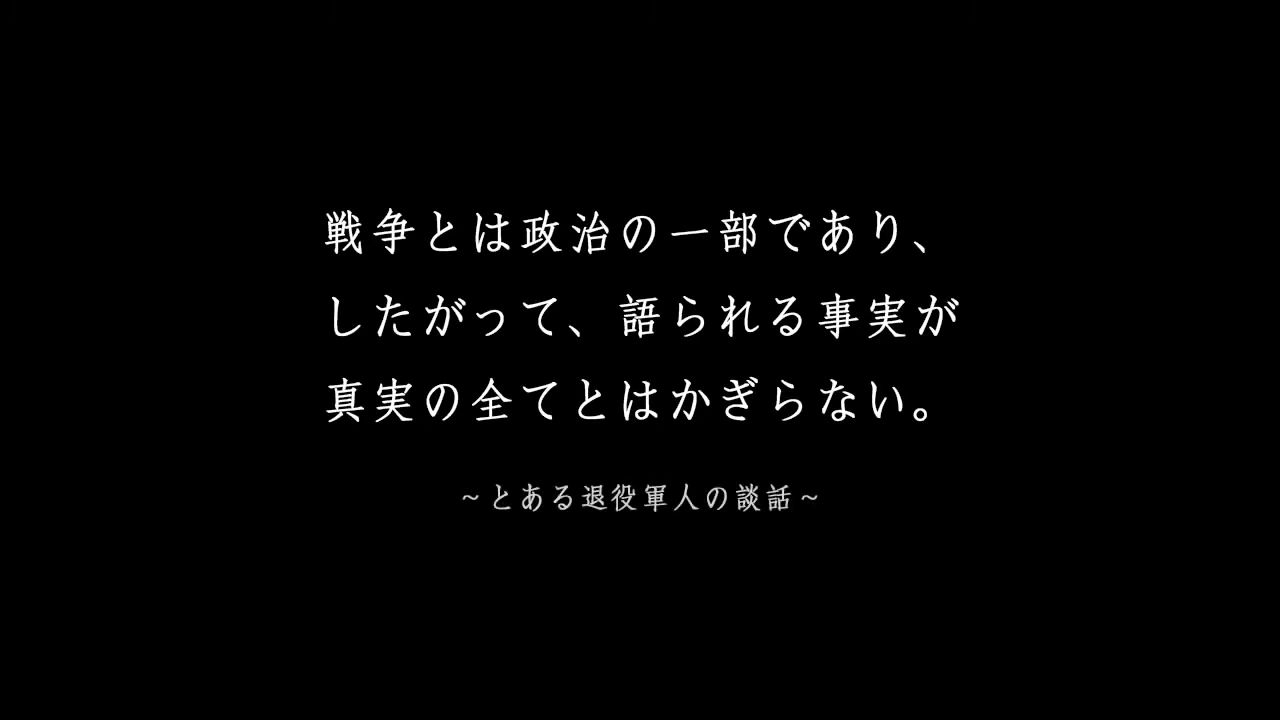 戦争とは政治の一部であり、
したがって、語られる事実が
真実の全てとはかぎらない。
～とある退役軍人の談話～